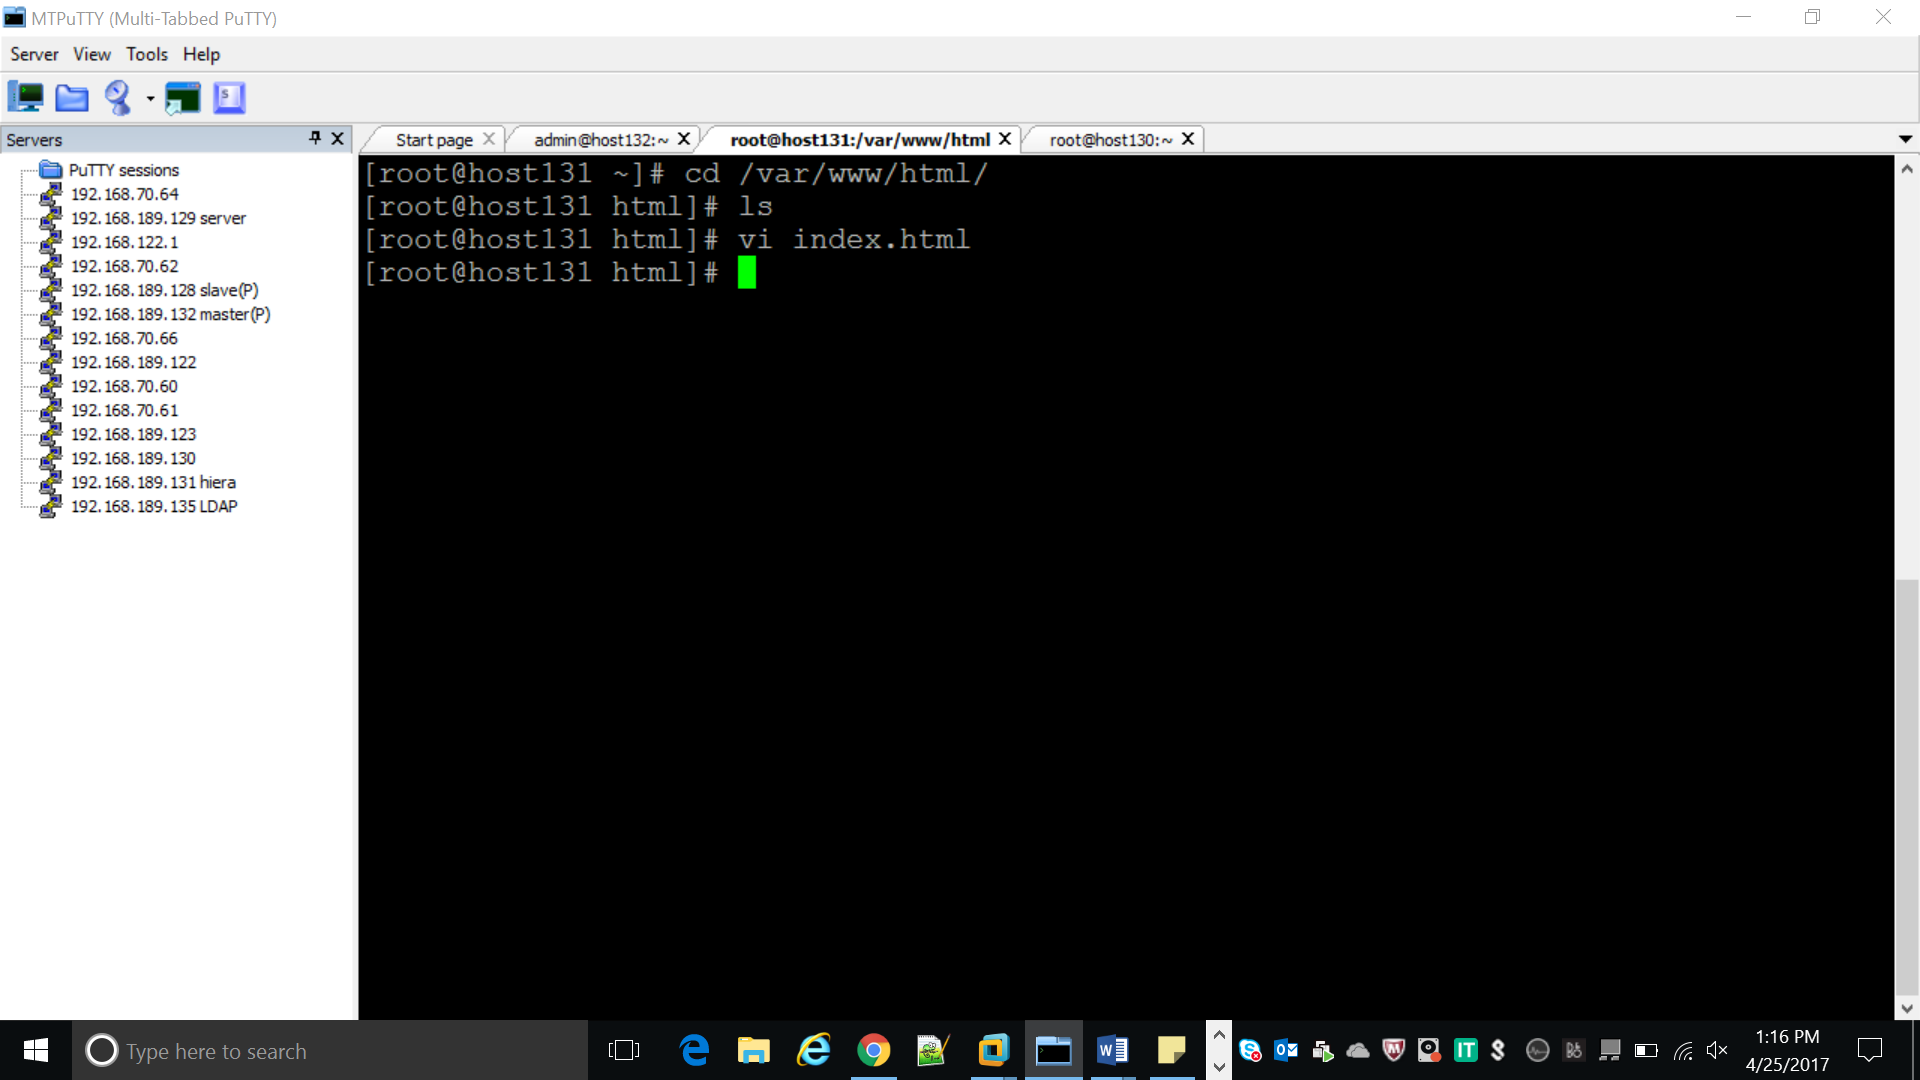 MTPuTTY (Multi-Tabbed PuTTY)
Server View Tools Help
Servers
Start page
admin@host132:~
root@host131:/var/www/html
root@host130:~
PuTTY sessions
192.168.70.64
192.168.189.129 server
192.168.122.1
192.168.70.62
192.168.189.128 slave(P)
192.168.189.132 master(P)
192.168.70.66
192.168.189.122
192.168.70.60
192.168.70.61
192.168.189.123
192.168.189.130
192.168.189.131 hiera
192.168.189.135 LDAP
[root@host131 ~]# cd /var/www/html/
[root@host131 html]# ls
[root@host131 html]# vi index.html
[root@host131 html]#
Type here to search
IT
1:16 PM
4/25/2017